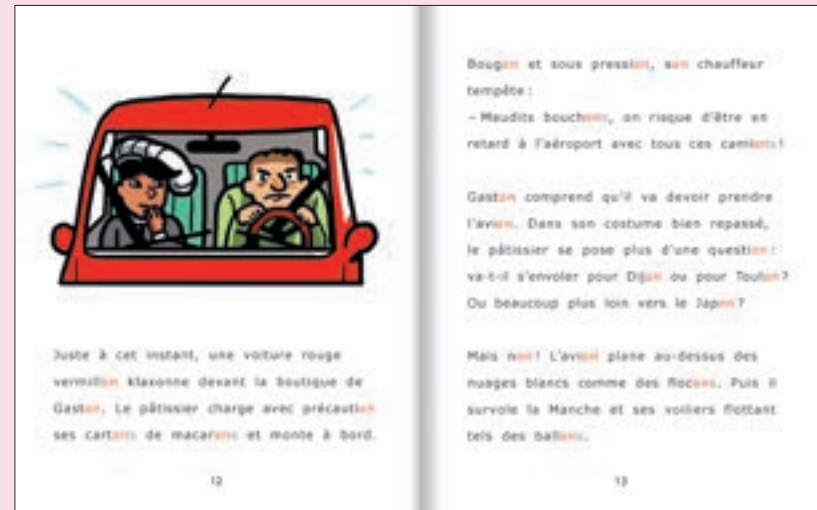 Juste à cet instant, une voiture rouge
vermillon klaxonne devant la boutique de
Gaston. Le pâtissier charge avec précaution
ses cartons de macarons et monte à bord.
12
Bougon et sous pression, son chauffeur
tempête :
– Maudits bouchons, on risque d'être en
retard à l'aéroport avec tous ces camions !
Gaston comprend qu'il va devoir prendre
l'avion. Dans son costume bien repassé,
le pâtissier se pose plus d'une question :
va-t-il s'envoler pour Dijon ou pour Toulon ?
Ou beaucoup plus loin vers le Japon ?
Mais non ! L'avion plane au-dessus des
nuages blancs comme des flocons. Puis il
survole la Manche et ses voiliers flottant
tels des ballons.
13